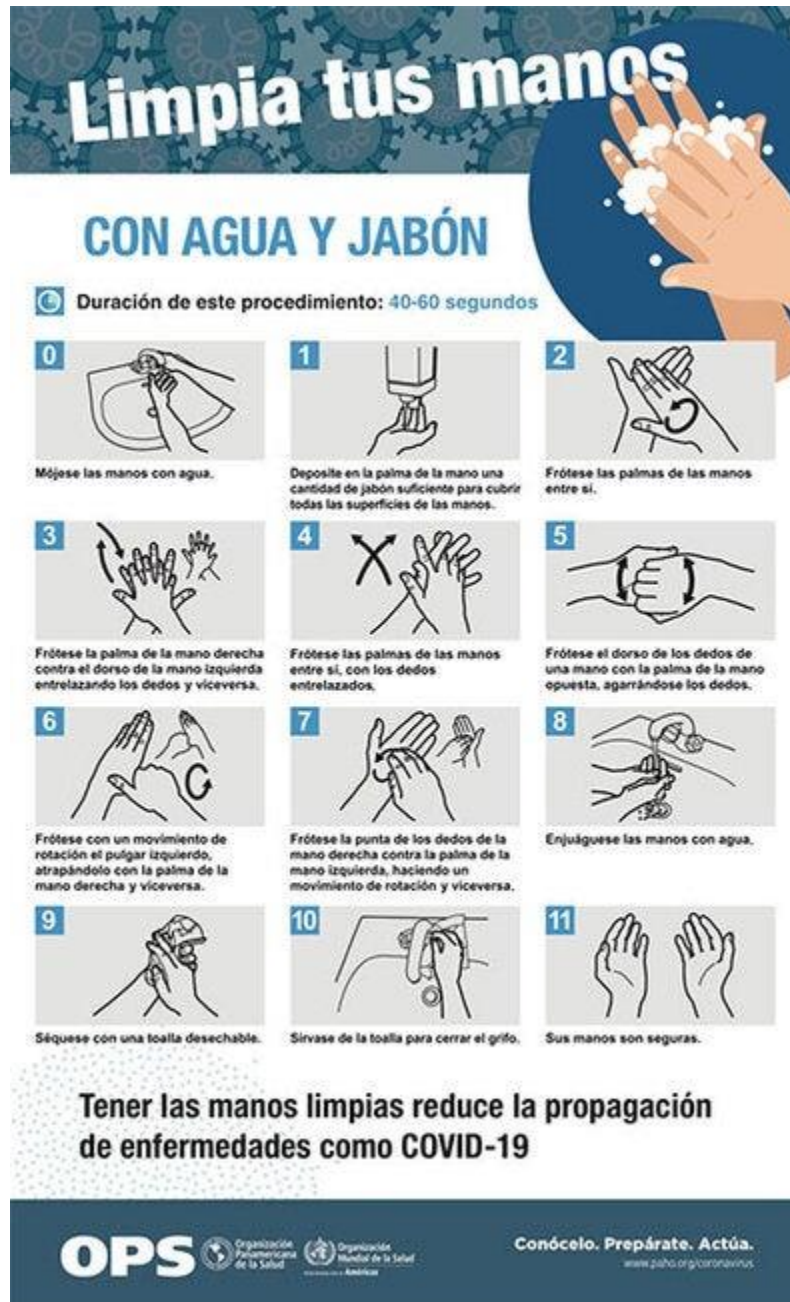 Limpia tus manos
CON AGUA Y JABÓN
Duración de este procedimiento: 40-60 segundos
0
Mójese las manos con agua.
1
Deposite en la palma de la mano una
cantidad de jabón suficiente para cubrir
todas las superficies de las manos.
2
Frótese las palmas de las manos
entre sí.
3
Frótese la palma de la mano derecha
contra el dorso de la mano izquierda
entrelazando los dedos y viceversa.
4
Frótese las palmas de las manos
entre sí, con los dedos
entrelazados.
5
Frótese el dorso de los dedos de
una mano con la palma de la mano
opuesta, agarrándose los dedos.
6
Frótese con un movimiento de
rotación el pulgar izquierdo,
atrapándolo con la palma de la
mano derecha y viceversa.
7
Frótese la punta de los dedos de la
mano derecha contra la palma de la
mano izquierda, haciendo un
movimiento de rotación y viceversa.
8
Enjuáguese las manos con agua.
9
Séquese con una toalla desechable.
10
Sírvase de la toalla para cerrar el grifo.
11
Sus manos son seguras.
Tener las manos limpias reduce la propagación
de enfermedades como COVID-19
OPS
Organización
Panamericana
de la Salud
Organización
Mundial de la Salud
Américas
Conócelo. Prepárate. Actúa.
www.paho.org/coronavirus